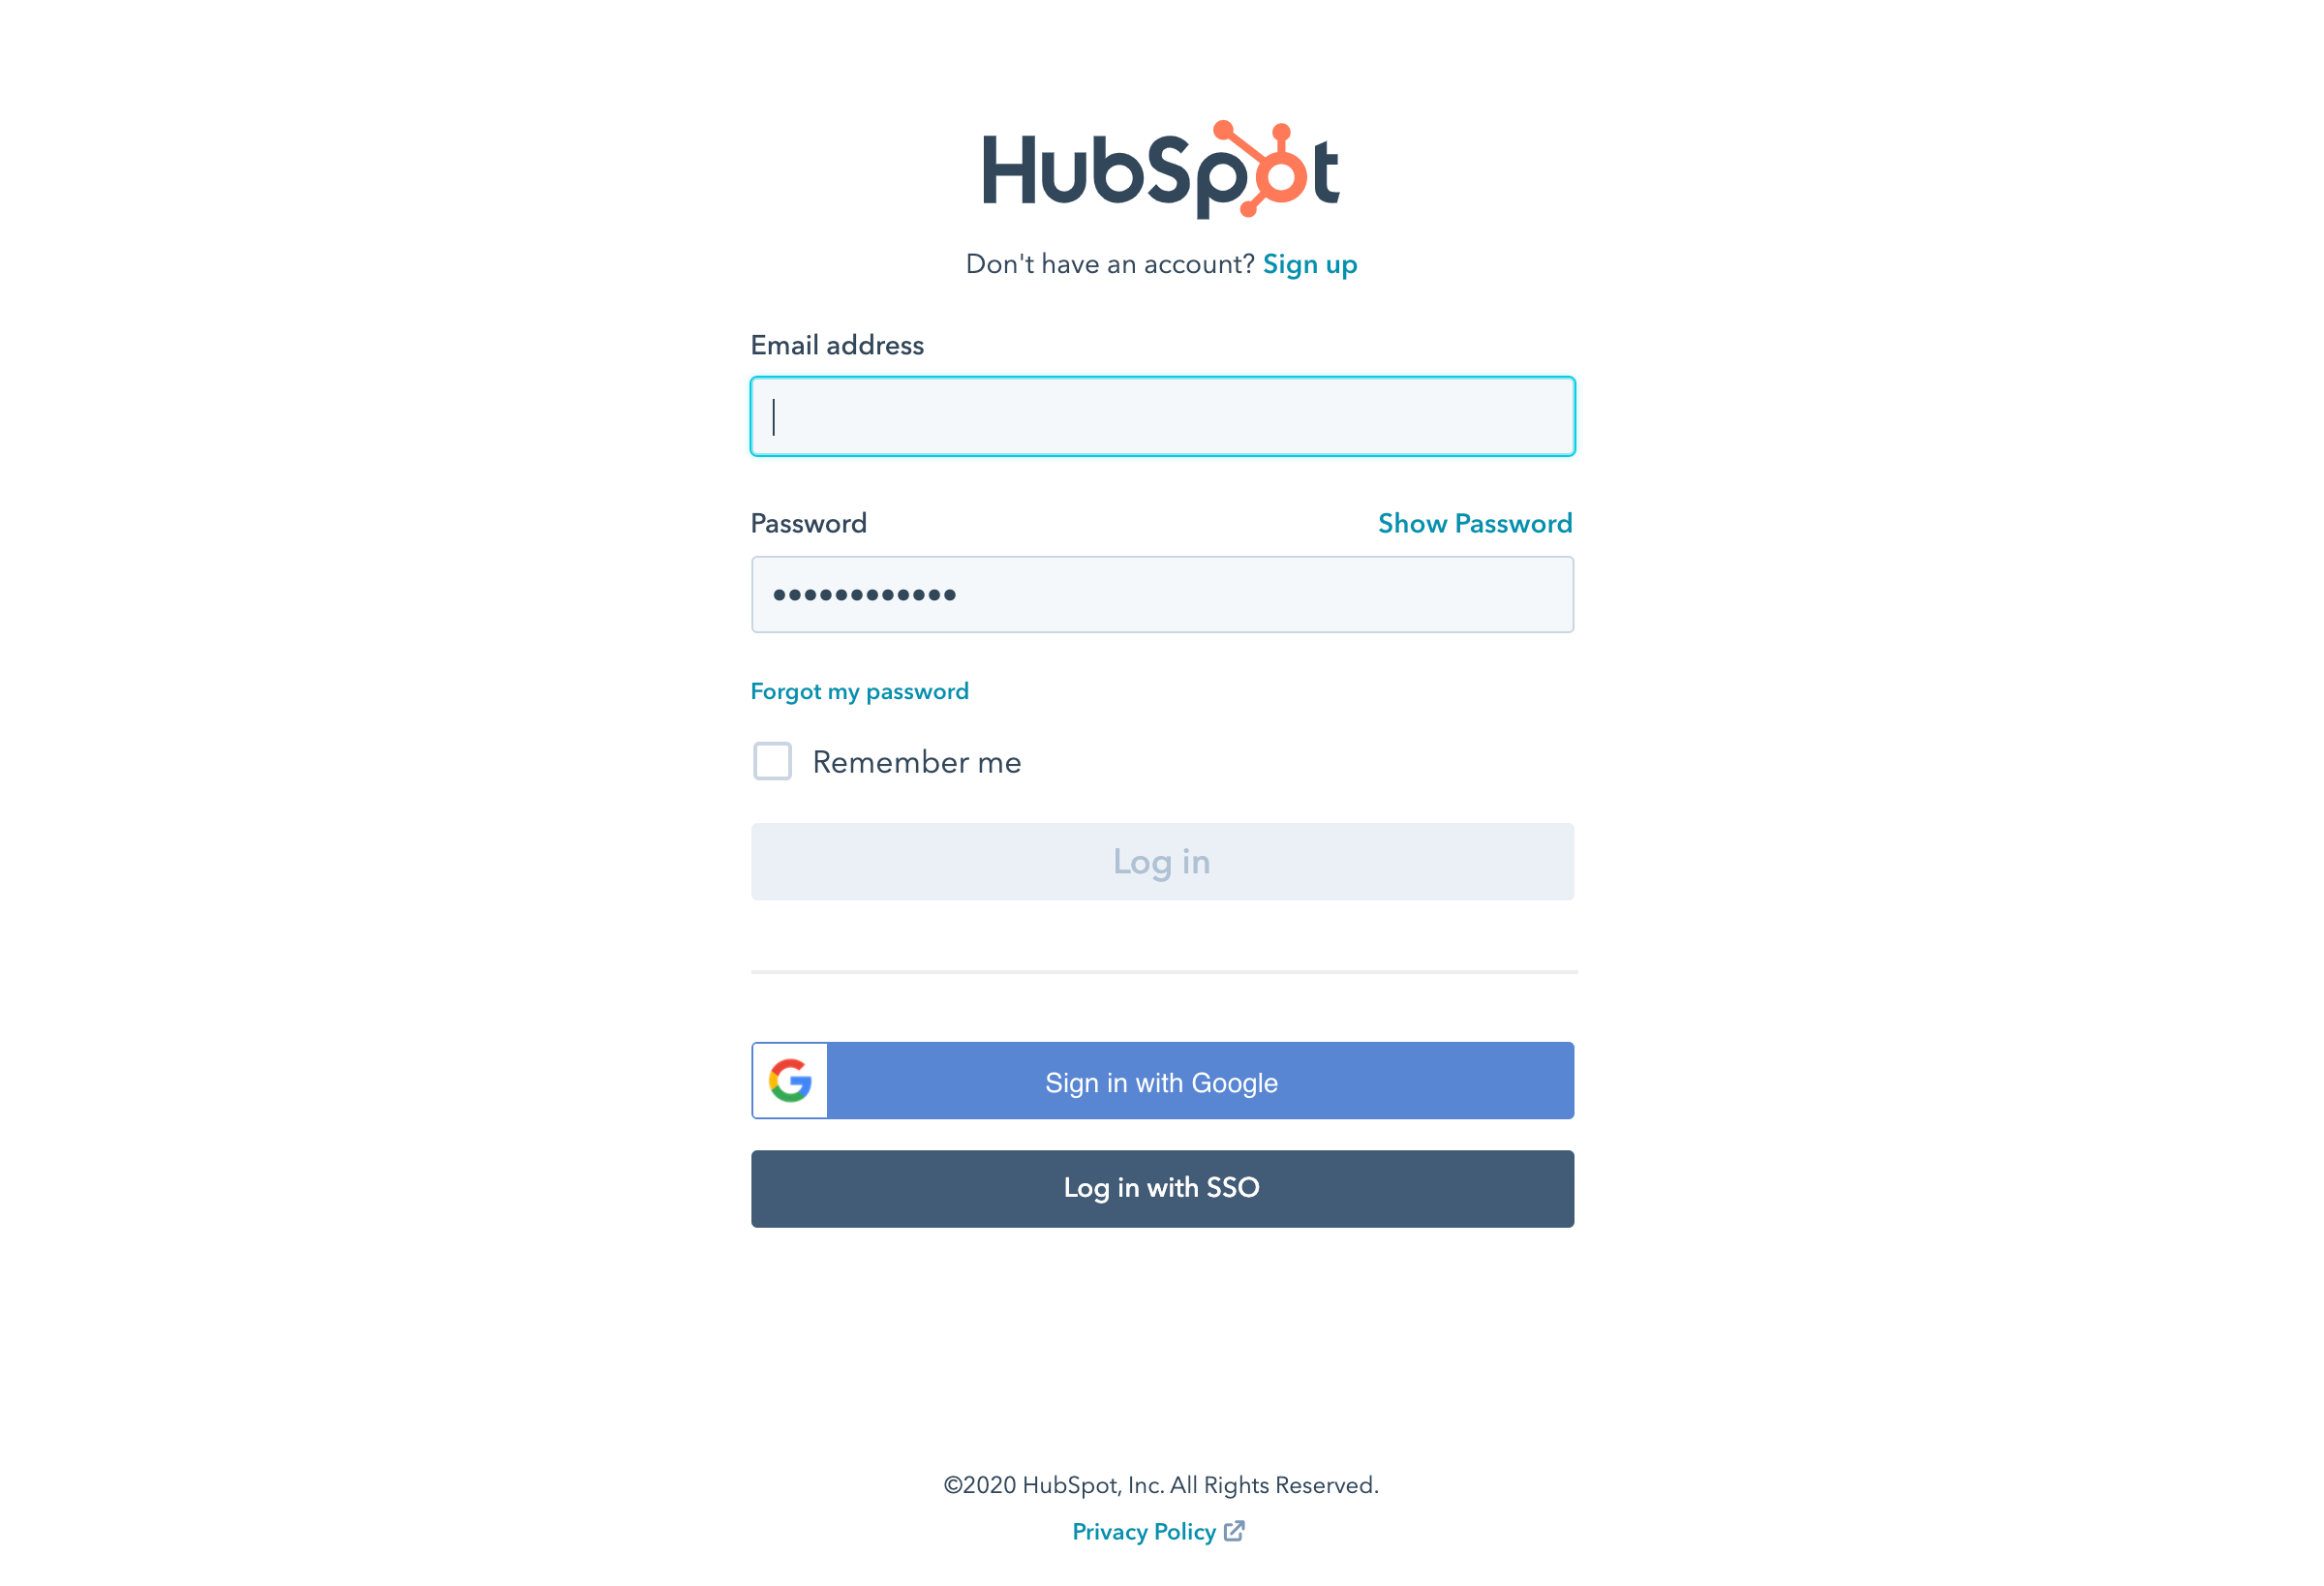 HubSpot
Don't have an account? Sign up
Email address
Password Show Password
••••••••••••
Forgot my password
Remember me
Log in
Sign in with Google
Log in with SSO
©2020 HubSpot, Inc. All Rights Reserved.
Privacy Policy